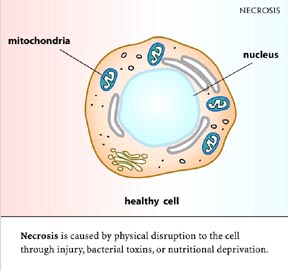 NECROSIS
mitochondria
nucleus
healthy cell
Necrosis is caused by physical disruption to the cell
through injury, bacterial toxins, or nutritional deprivation.